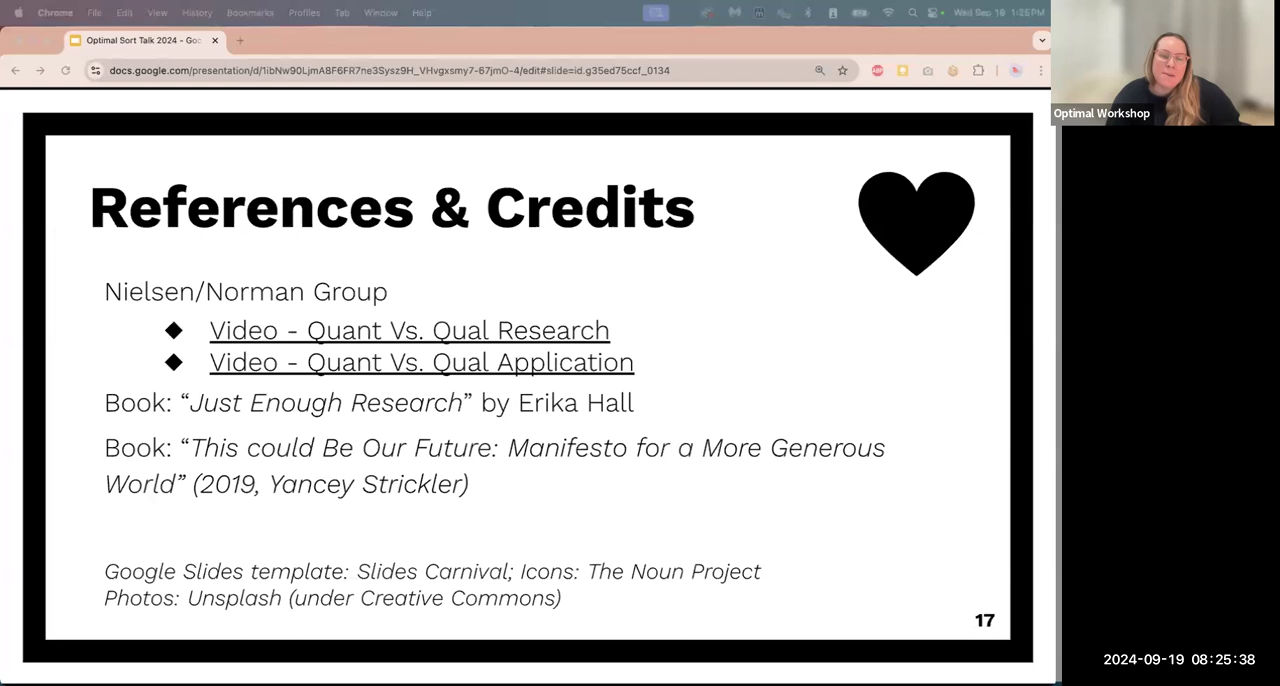 Chrome File Edit View History Bookmarks Profiles Tab Window Help Wed Sep 18 1:25PM
Optimal Sort Talk 2024 - Goo
docs.google.com/presentation/d/1ibNw90LjmA8F6FR7ne3Sysz9H_VHvgxsmy7-67jmO-4/edit#slide=id.g35ed75ccf_0134
Optimal Workshop
References & Credits
Nielsen/Norman Group
◆ Video - Quant Vs. Qual Research
◆ Video - Quant Vs. Qual Application
Book: “Just Enough Research” by Erika Hall
Book: “This could Be Our Future: Manifesto for a More Generous
World” (2019, Yancey Strickler)
Google Slides template: Slides Carnival; Icons: The Noun Project
Photos: Unsplash (under Creative Commons)
17
2024-09-19 08:25:38